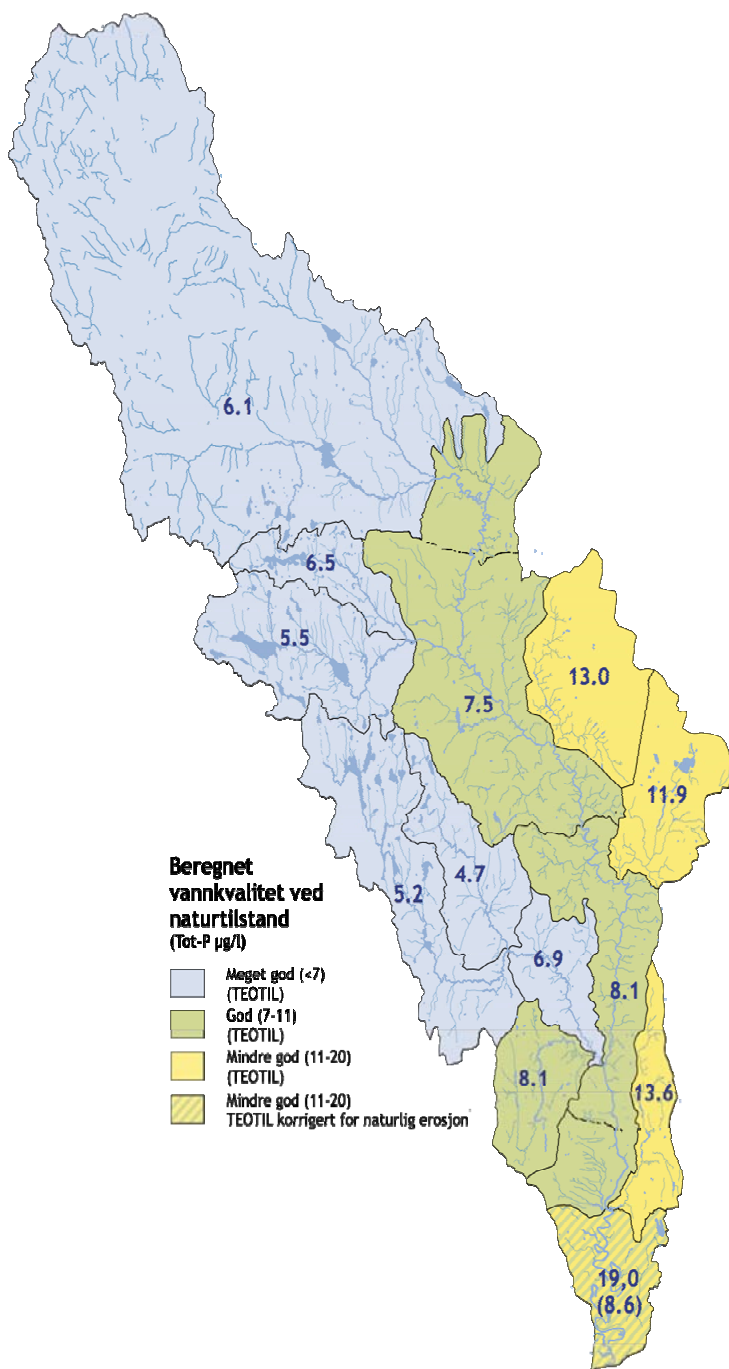 6.1
6.5
5.5
13.0
7.5
11.9
4.7
5.2
6.9
8.1
8.1
13.6
19,0
(8.6)
Beregnet
vannkvalitet ved
naturtilstand
(Tot-P µg/l)
Meget god (<7)
(TEOTIL)
God (7-11)
(TEOTIL)
Mindre god (11-20)
(TEOTIL)
Mindre god (11-20)
TEOTIL korrigert for naturlig erosjon